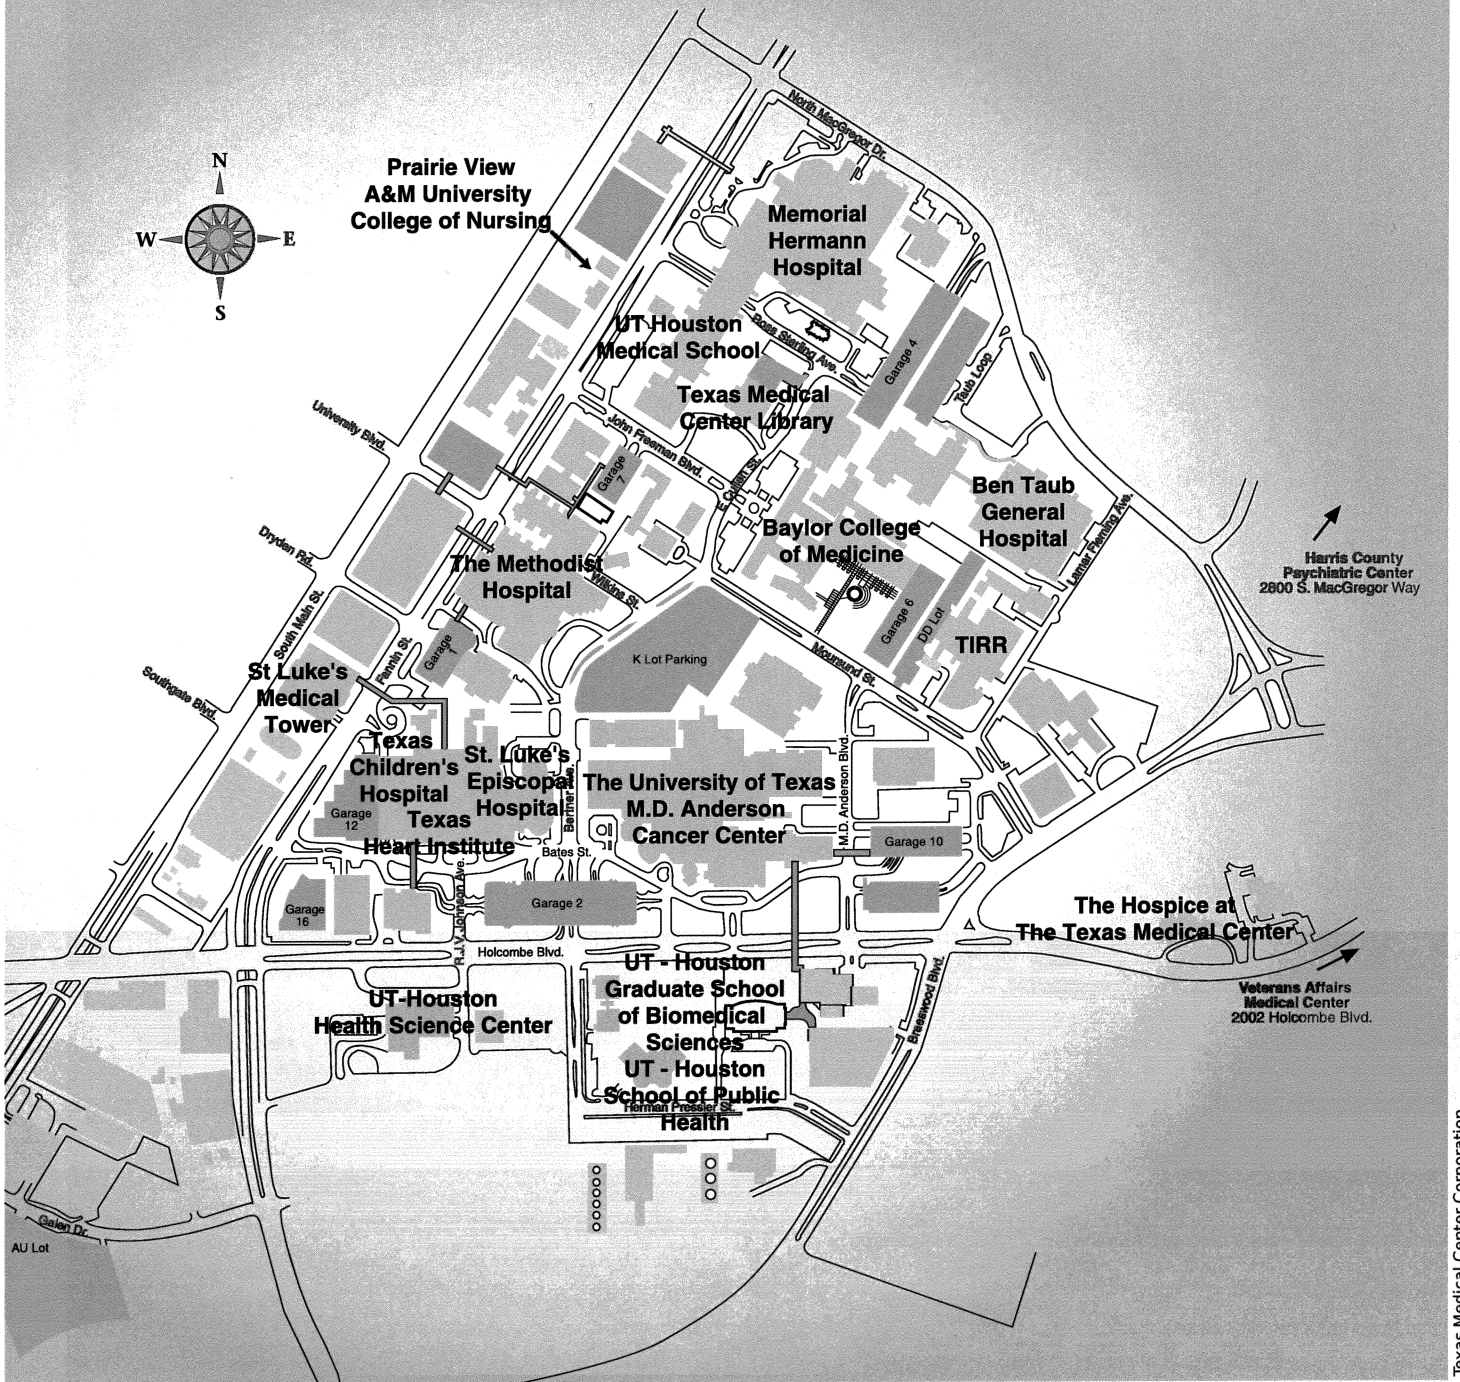 North MacGregor Dr.
N
W
E
S
Prairie View
A&M University
College of Nursing
Memorial
Hermann
Hospital
UT Houston
Medical School
Ross Sterling Ave.
Garage 4
Taub Loop
Texas Medical
Center Library
University Blvd.
John Freeman Blvd.
Garage
7
E Cullen St.
Ben Taub
General
Hospital
Baylor College
of Medicine
Lamar Fleming Ave.
Harris County
Psychiatric Center
2800 S. MacGregor Way
Dryden Rd.
The Methodist
Hospital
Wilkins St.
South Main St.
Fannin St.
Garage
1
Garage 6
DD Lot
TIRR
K Lot Parking
Moursund St.
Southgate Blvd.
St Luke's
Medical
Tower
Texas
Children's
Hospital
St. Luke's
Episcopal
Hospital
Bertner Ave.
The University of Texas
M.D. Anderson
Cancer Center
M.D. Anderson Blvd.
Garage
12
Texas
Heart Institute
Bates St.
Garage 10
Garage
16
R.J.V. Johnson Ave.
Garage 2
The Hospice at
The Texas Medical Center
Holcombe Blvd.
UT - Houston
Graduate School
of Biomedical
Sciences
UT - Houston
School of Public
Health
Herman Pressler St.
UT-Houston
Health Science Center
Braeswood Blvd.
Veterans Affairs
Medical Center
2002 Holcombe Blvd.
Galen Dr.
AU Lot
Texas Medical Center Corporation